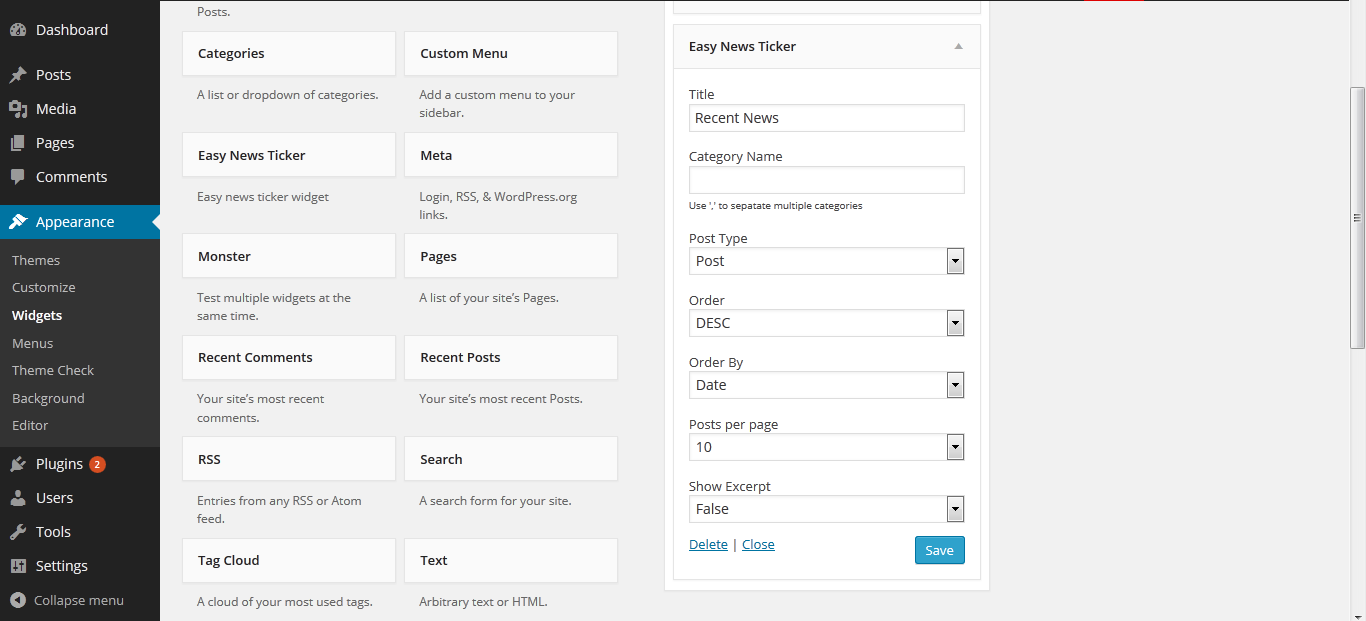 Dashboard
Posts
Media
Pages
Comments
Appearance
Themes
Customize
Widgets
Menus
Theme Check
Background
Editor
Plugins 2
Users
Tools
Settings
Collapse menu
Posts.
Categories
A list or dropdown of categories.
Custom Menu
Add a custom menu to your
sidebar.
Easy News Ticker
Easy news ticker widget
Meta
Login, RSS, & WordPress.org
links.
Monster
Test multiple widgets at the
same time.
Pages
A list of your site’s Pages.
Recent Comments
Your site’s most recent
comments.
Recent Posts
Your site’s most recent Posts.
RSS
Entries from any RSS or Atom
feed.
Search
A search form for your site.
Tag Cloud
A cloud of your most used tags.
Text
Arbitrary text or HTML.
Easy News Ticker
Title
Recent News
Category Name
Use ',' to sepatate multiple categories
Post Type
Post
Order
DESC
Order By
Date
Posts per page
10
Show Excerpt
False
Delete | Close
Save